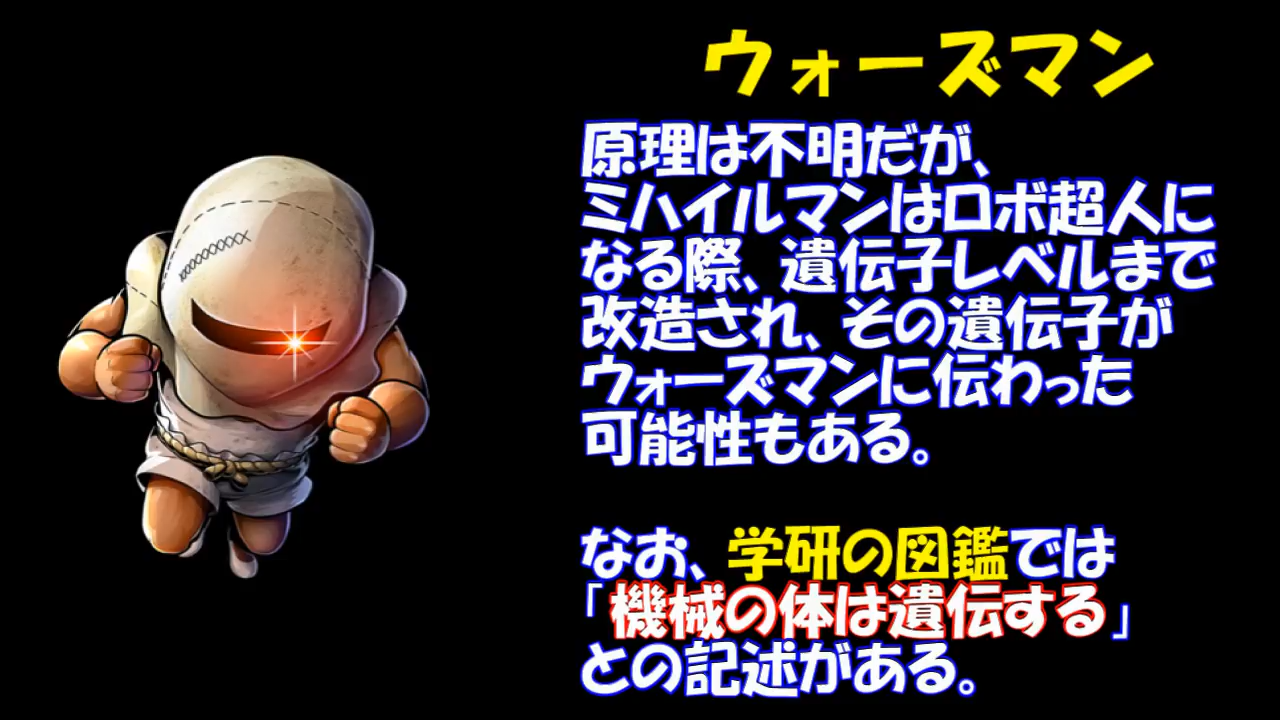 ウォーズマン
原理は不明だが、
ミハイルマンはロボ超人に
なる際、遺伝子レベルまで
改造され、その遺伝子が
ウォーズマンに伝わった
可能性もある。
なお、学研の図鑑では
「機械の体は遺伝する」
との記述がある。